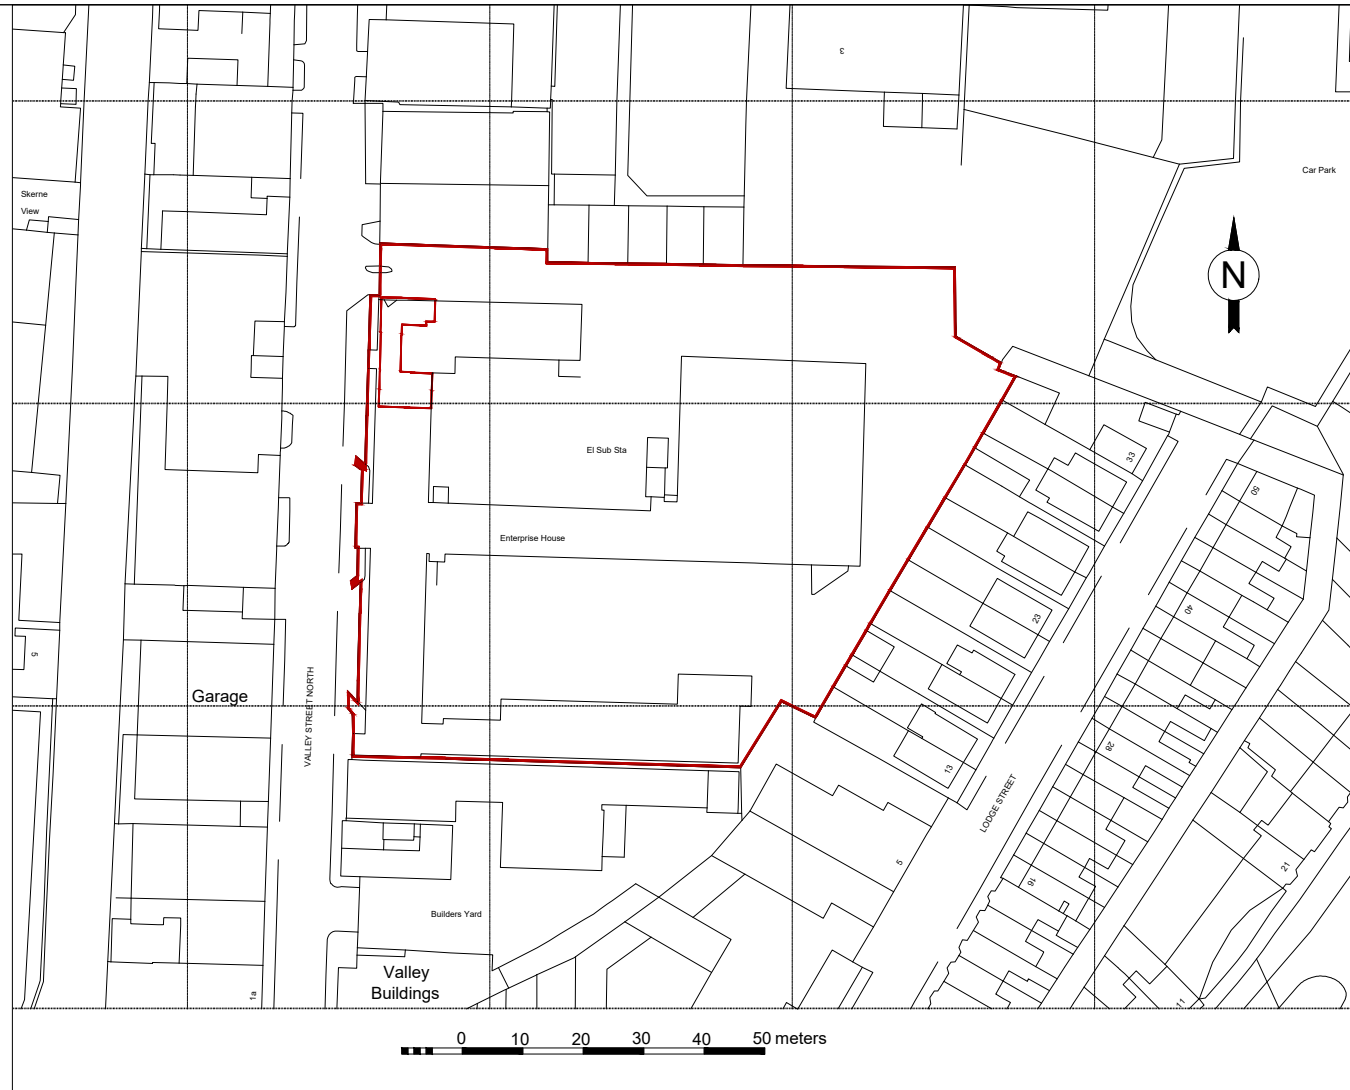 3
Car Park
Skerne
View
N
El Sub Sta
33
50
Enterprise House
40
23
5
Garage
VALLEY STREET NORTH
28
13
LODGE STREET
5
21
16
Builders Yard
Valley
Buildings
1a
11
0 10 20 30 40 50 meters